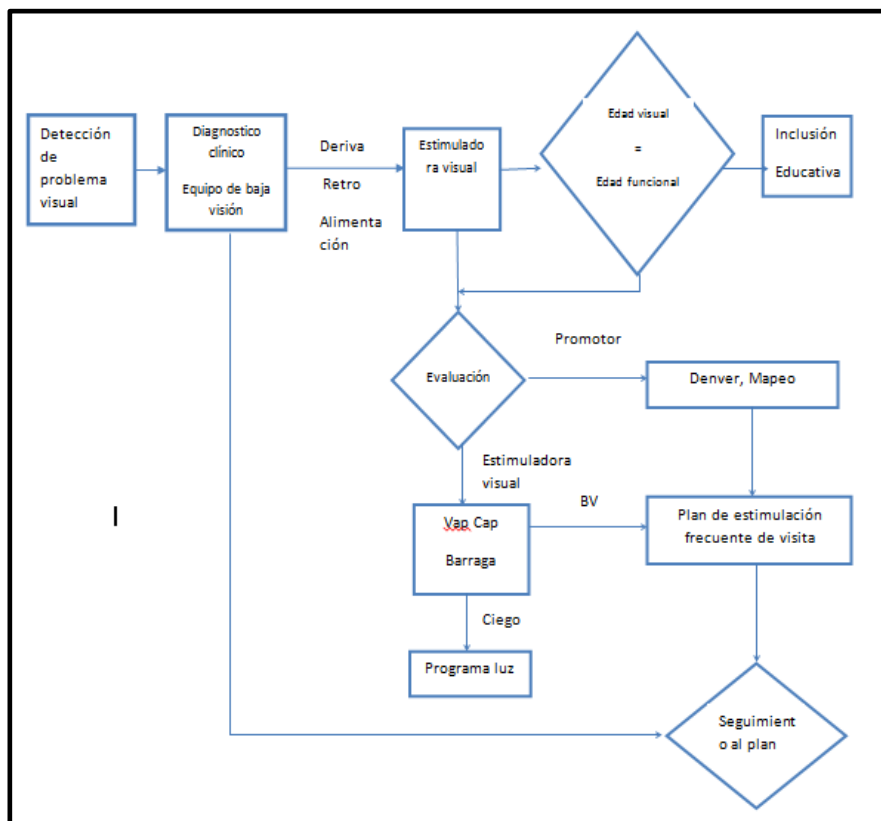 Detección
de
problema
visual
Diagnostico
clínico
Equipo de baja
visión
Deriva
Retro
Alimenta
ción
Estimulado
ra visual
Edad visual
=
Edad funcional
Inclusión
Educativa
Evaluación
Promotor
Denver, Mapeo
Estimuladora
visual
Vap Cap
Barraga
BV
Plan de estimulación
frecuente de visita
Ciego
Programa luz
Seguimient
o al plan
I